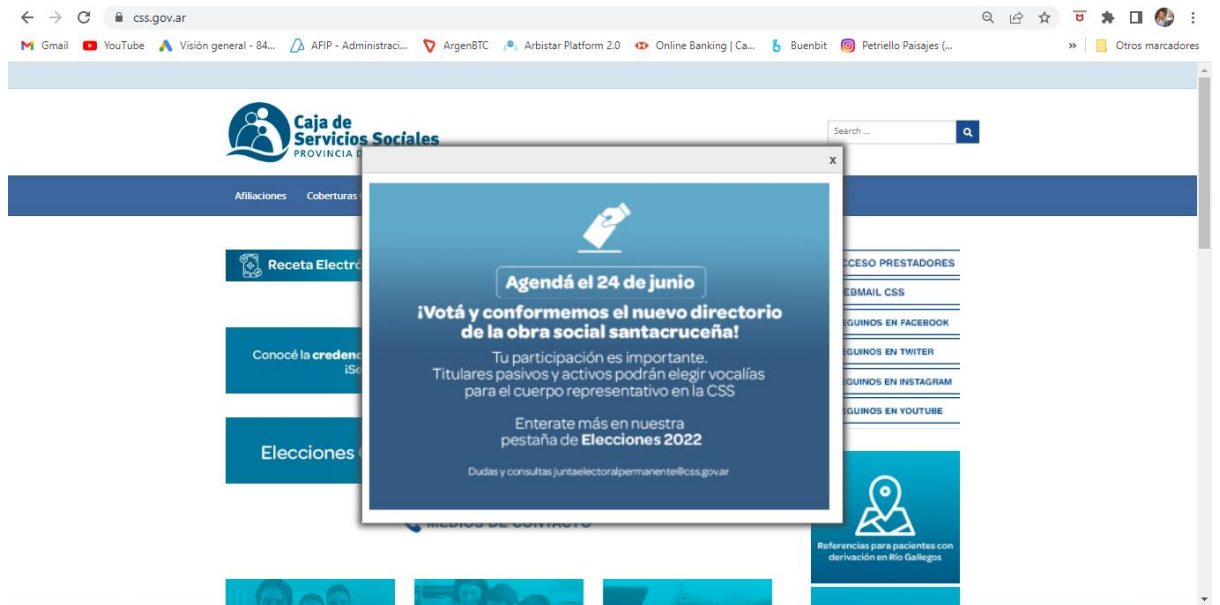 css.gov.ar
Gmail YouTube Visión general - 84... AFIP - Administraci... ArgenBTC Arbistar Platform 2.0 Online Banking | Ca... Buenbit Petriello Paisajes (... » Otros marcadores
Caja de
Servicios Sociales
PROVINCIA D
Search ...
x
Afiliaciones Coberturas
Receta Electró
Conocé la credenc
¡Se
Elecciones
Agendá el 24 de junio
¡Votá y conformemos el nuevo directorio
de la obra social santacruceña!
Tu participación es importante.
Titulares pasivos y activos podrán elegir vocalías
para el cuerpo representativo en la CSS
Enterate más en nuestra
pestaña de Elecciones 2022
Dudas y consultas juntaelectoralpermanente@css.gov.ar
CCESO PRESTADORES
EBMAIL CSS
EGUINOS EN FACEBOOK
EGUINOS EN TWITER
EGUINOS EN INSTAGRAM
EGUINOS EN YOUTUBE
MEDIOS DE CONTACTO
Referencias para pacientes con
derivación en Río Gallegos